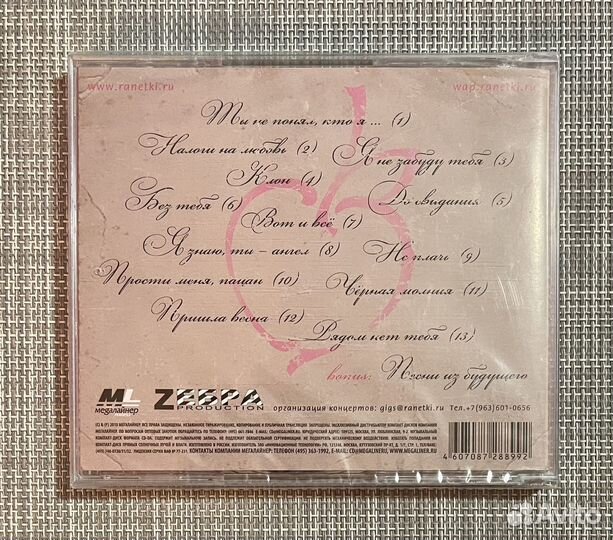 www.ranetki.ru wap.ranetki.ru
Ты не понял, кто я ... (1)
Налоги на любовь (2) Я не забуду тебя (3)
Клон (4)
Без тебя (6) До свидания (5)
Вот и всё (7)
Я знаю, ты - ангел (8) Не плачь (9)
Прости меня, пацан (10) Чёрная молния (11)
Пришла весна (12)
Рядом нет тебя (13)
bonus: Песни из будущего
ML
мегалайнер
ZЕБРА
PRODUCTION
организация концертов: gigs@ranetki.ru Тел.+7(963)601-0656
КОНТАКТЫ КОМПАНИИ МЕГАЛАЙНЕР: ТЕЛЕФОН (495) 363-1992, E-MAIL: CD@MEGALINER.RU, WWW.MEGALINER.RU
4 607087 288992
Avito